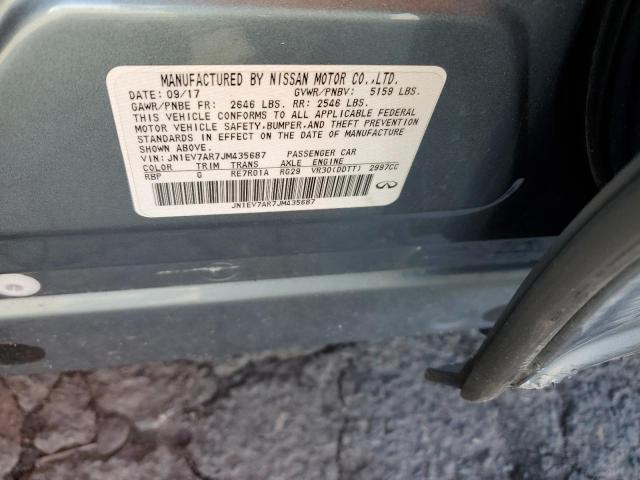 MANUFACTURED BY NISSAN MOTOR CO.,LTD.
DATE: 09/17 GVWR/PNBV: 5159 LBS.
GAWR/PNBE FR: 2646 LBS. RR: 2546 LBS.
THIS VEHICLE CONFORMS TO ALL APPLICABLE FEDERAL
MOTOR VEHICLE SAFETY, BUMPER, AND THEFT PREVENTION
STANDARDS IN EFFECT ON THE DATE OF MANUFACTURE
SHOWN ABOVE.
VIN: JN1EV7AR7JM435687 PASSENGER CAR
COLOR TRIM TRANS AXLE ENGINE
RBP G RE7R01A RG29 VR30(DDTT) 2997CC
JN1EV7AR7JM435687